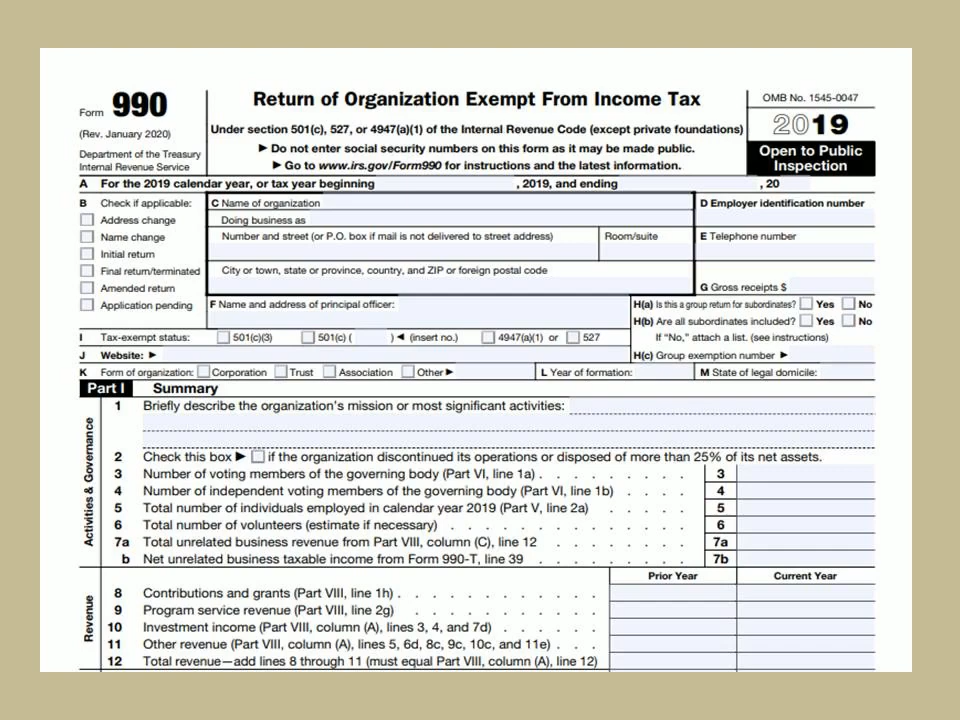 Form 990
(Rev. January 2020)
Department of the Treasury
Internal Revenue Service
Return of Organization Exempt From Income Tax
Under section 501(c), 527, or 4947(a)(1) of the Internal Revenue Code (except private foundations)
▶ Do not enter social security numbers on this form as it may be made public.
▶ Go to www.irs.gov/Form990 for instructions and the latest information.
OMB No. 1545-0047
2019
Open to Public
Inspection
A For the 2019 calendar year, or tax year beginning , 2019, and ending , 20
B Check if applicable:
Address change
Name change
Initial return
Final return/terminated
Amended return
Application pending
C Name of organization
Doing business as
Number and street (or P.O. box if mail is not delivered to street address) Room/suite
City or town, state or province, country, and ZIP or foreign postal code
D Employer identification number
E Telephone number
G Gross receipts $
F Name and address of principal officer:
H(a) Is this a group return for subordinates? Yes No
H(b) Are all subordinates included? Yes No
If “No,” attach a list. (see instructions)
I Tax-exempt status: 501(c)(3) 501(c) ( ) ◀ (insert no.) 4947(a)(1) or 527
J Website: ▶
H(c) Group exemption number ▶
K Form of organization: Corporation Trust Association Other ▶ L Year of formation: M State of legal domicile:
Part I Summary
Activities & Governance
1 Briefly describe the organization’s mission or most significant activities:
2 Check this box ▶ if the organization discontinued its operations or disposed of more than 25% of its net assets.
3 Number of voting members of the governing body (Part VI, line 1a) . . . . . . . . . 3
4 Number of independent voting members of the governing body (Part VI, line 1b) . . . . 4
5 Total number of individuals employed in calendar year 2019 (Part V, line 2a) . . . . . 5
6 Total number of volunteers (estimate if necessary) . . . . . . . . . . . . . . 6
7a Total unrelated business revenue from Part VIII, column (C), line 12 . . . . . . . . 7a
b Net unrelated business taxable income from Form 990-T, line 39 . . . . . . . . . 7b
Prior Year Current Year
Revenue
8 Contributions and grants (Part VIII, line 1h) . . . . . . . . . . . .
9 Program service revenue (Part VIII, line 2g) . . . . . . . . . . .
10 Investment income (Part VIII, column (A), lines 3, 4, and 7d) . . . . . .
11 Other revenue (Part VIII, column (A), lines 5, 6d, 8c, 9c, 10c, and 11e) . . .
12 Total revenue—add lines 8 through 11 (must equal Part VIII, column (A), line 12)